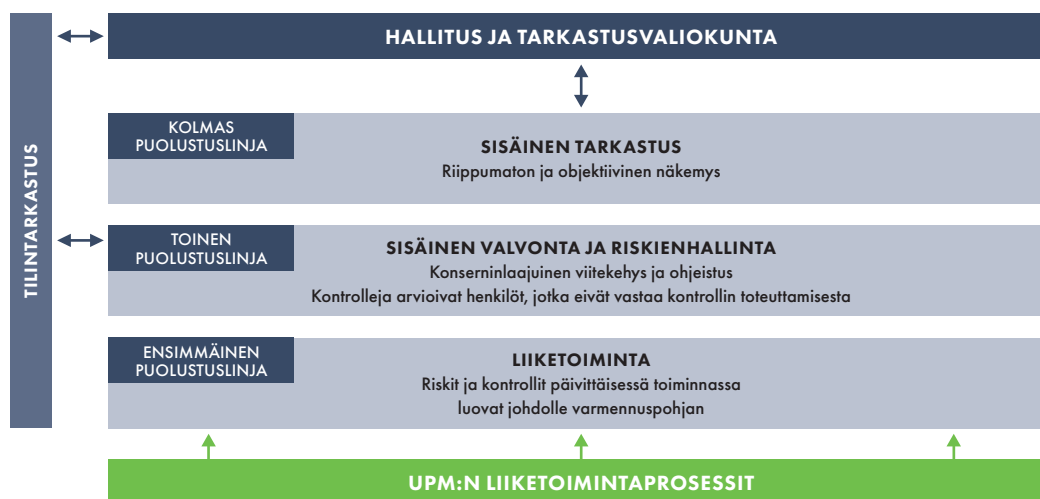 TILINTARKASTUS
HALLITUS JA TARKASTUSVALIOKUNTA
KOLMAS
PUOLUSTUSLINJA
SISÄINEN TARKASTUS
Riippumaton ja objektiivinen näkemys
TOINEN
PUOLUSTUSLINJA
SISÄINEN VALVONTA JA RISKIENHALLINTA
Konserninlaajuinen viitekehys ja ohjeistus
Kontrolleja arvioivat henkilöt, jotka eivät vastaa kontrollin toteuttamisesta
ENSIMMÄINEN
PUOLUSTUSLINJA
LIIKETOIMINTA
Riskit ja kontrollit päivittäisessä toiminnassa
luovat johdolle varmennuspohjan
UPM:N LIIKETOIMINTAPROSESSIT